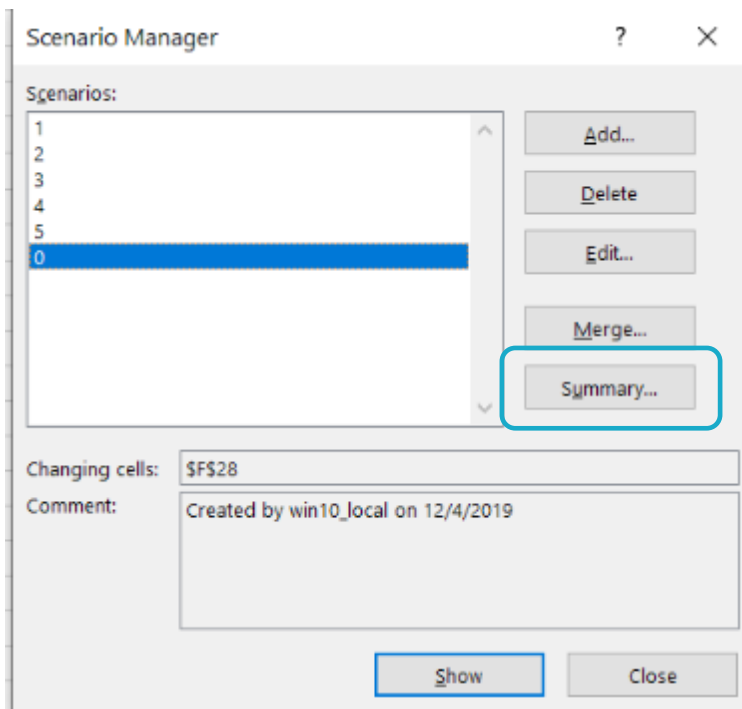 Scenario Manager ? ×
Scenarios:
1
2
3
4
5
0
Add...
Delete
Edit...
Merge...
Summary...
Changing cells: $F$28
Comment: Created by win10_local on 12/4/2019
Show Close